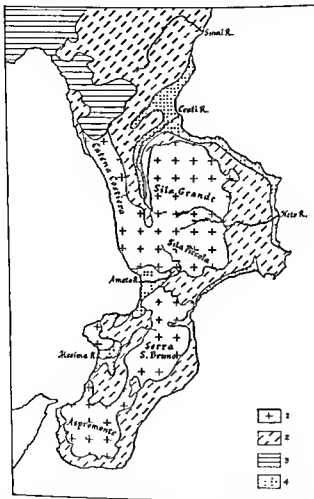 Sinni R.
Crati R.
Catena Costiera
Sila Grande
Neto R.
Sila Piccola
Amato R.
Mesima R.
Serra
S. Bruno
Aspromonte
1
2
3
4